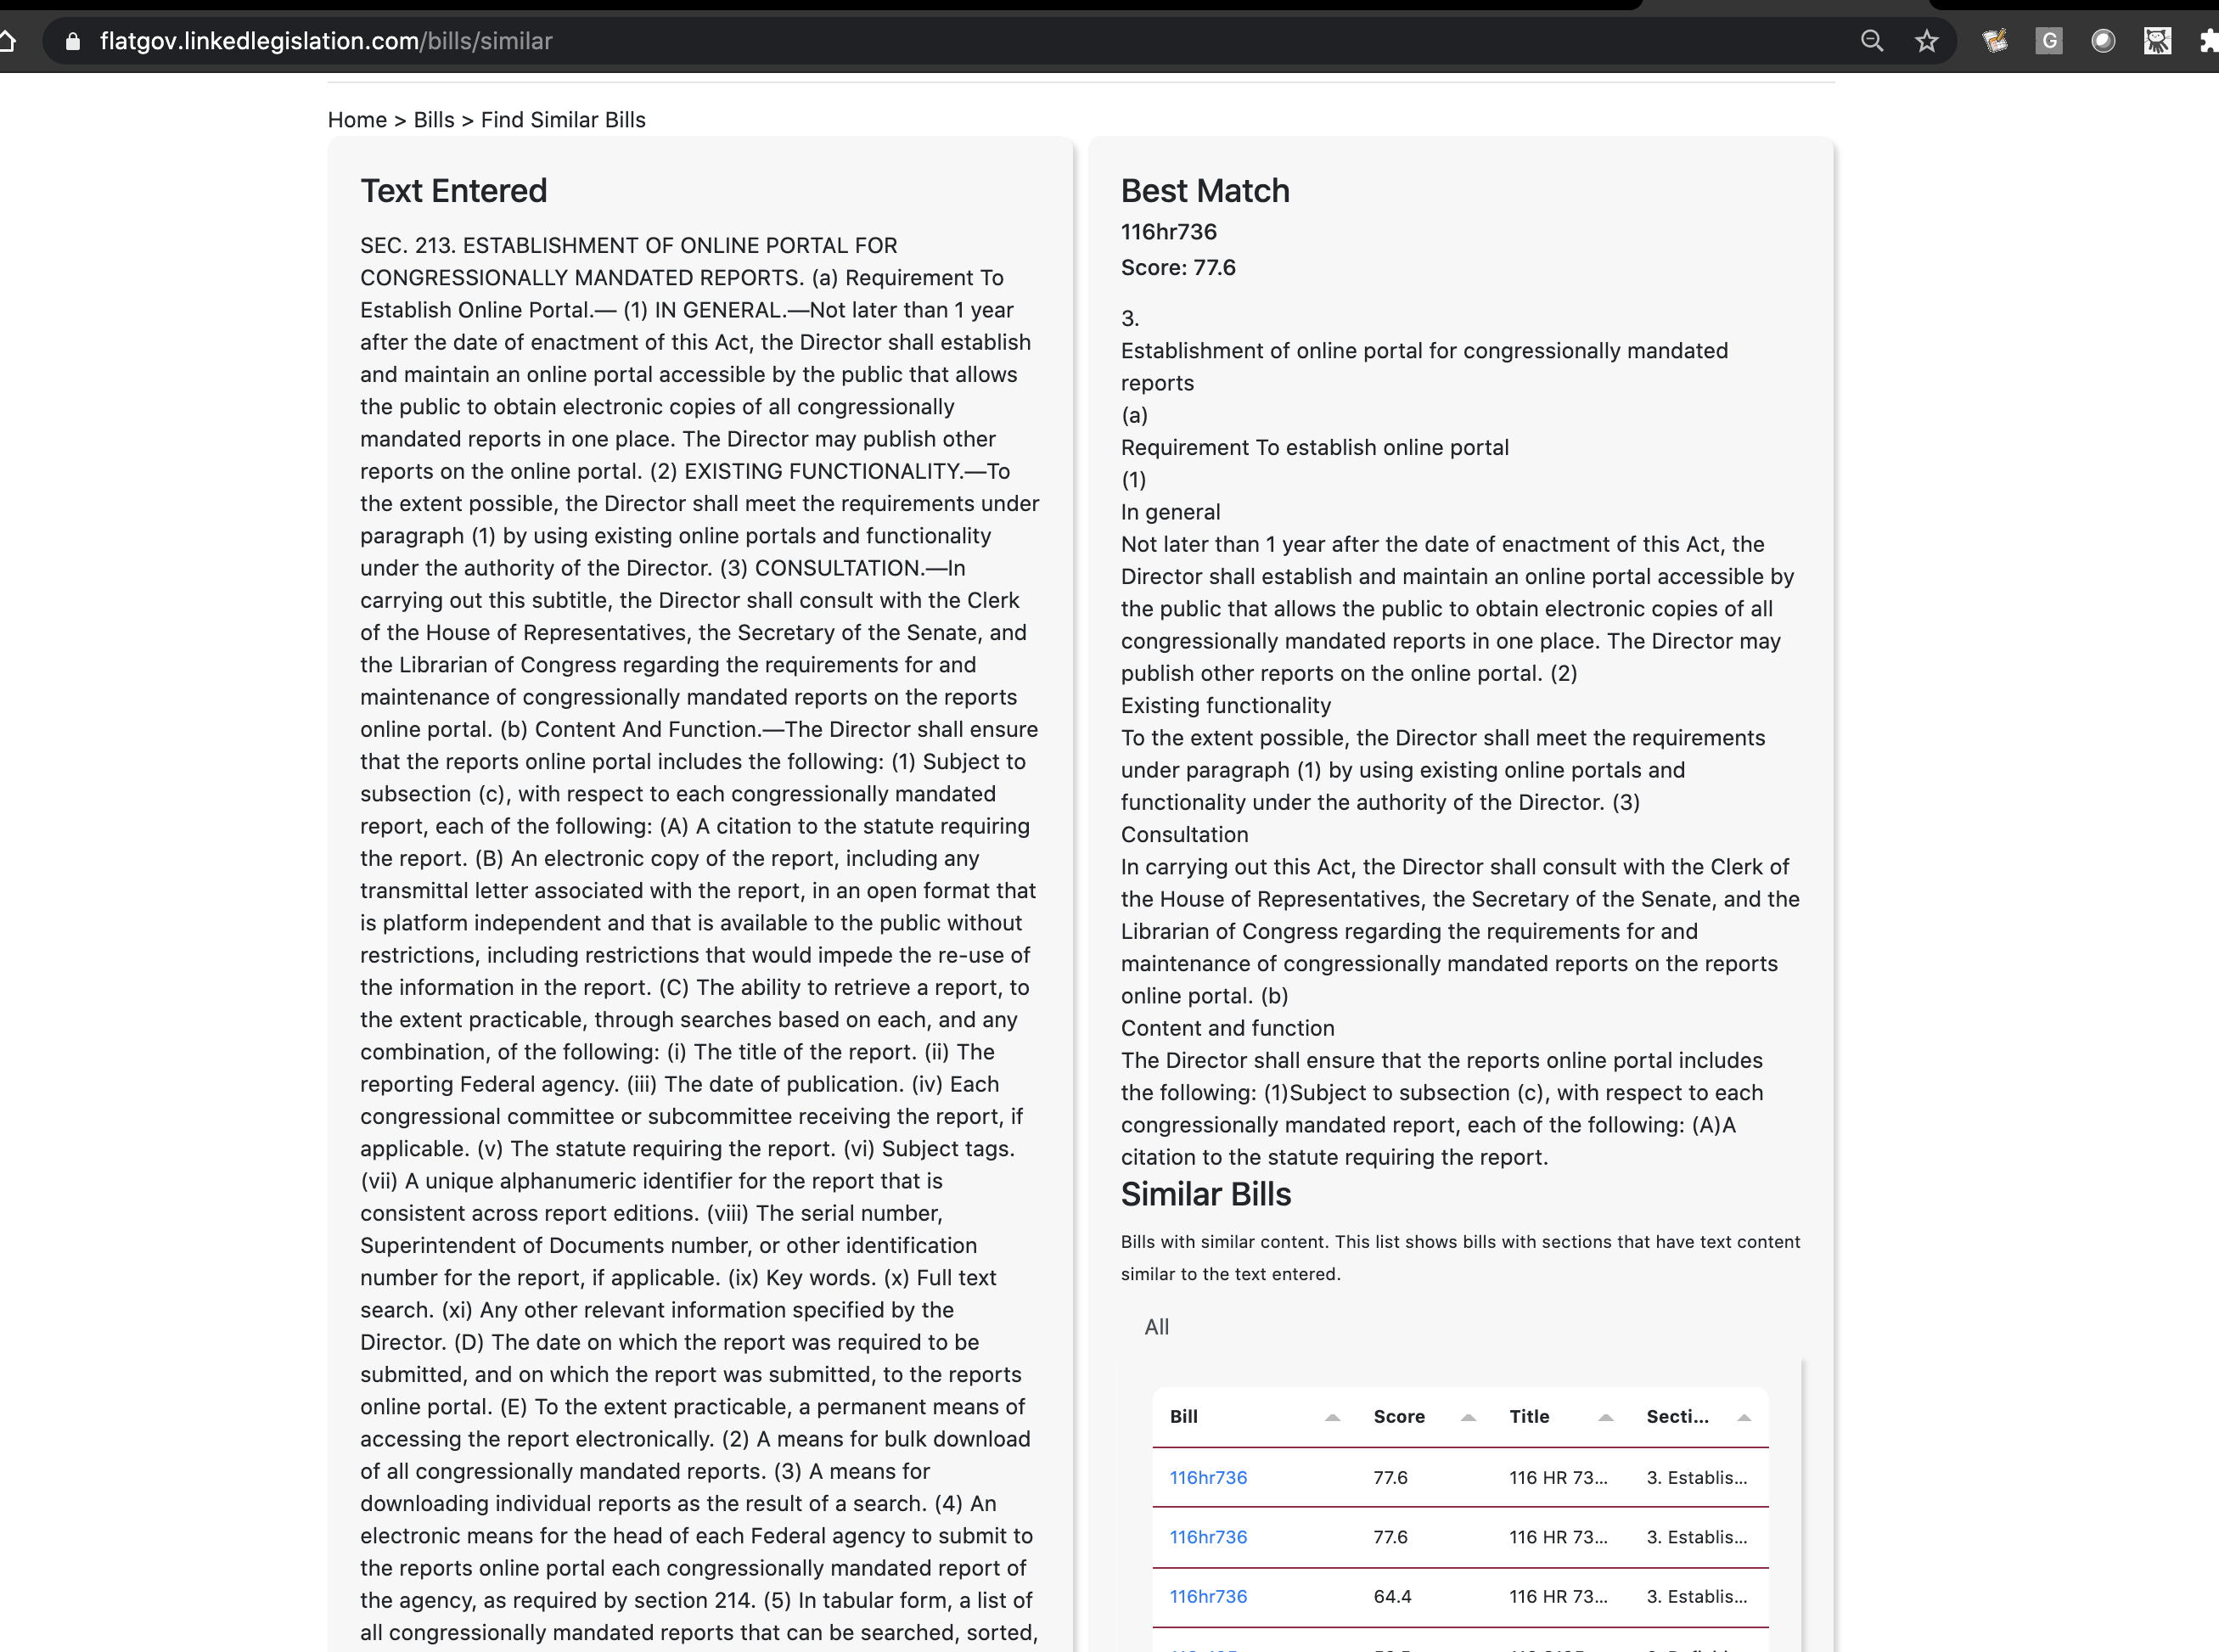 flatgov.linkedlegislation.com/bills/similar
G
Home > Bills > Find Similar Bills
Text Entered
SEC. 213. ESTABLISHMENT OF ONLINE PORTAL FOR
CONGRESSIONALLY MANDATED REPORTS. (a) Requirement To
Establish Online Portal.— (1) IN GENERAL.—Not later than 1 year
after the date of enactment of this Act, the Director shall establish
and maintain an online portal accessible by the public that allows
the public to obtain electronic copies of all congressionally
mandated reports in one place. The Director may publish other
reports on the online portal. (2) EXISTING FUNCTIONALITY.—To
the extent possible, the Director shall meet the requirements under
paragraph (1) by using existing online portals and functionality
under the authority of the Director. (3) CONSULTATION.—In
carrying out this subtitle, the Director shall consult with the Clerk
of the House of Representatives, the Secretary of the Senate, and
the Librarian of Congress regarding the requirements for and
maintenance of congressionally mandated reports on the reports
online portal. (b) Content And Function.—The Director shall ensure
that the reports online portal includes the following: (1) Subject to
subsection (c), with respect to each congressionally mandated
report, each of the following: (A) A citation to the statute requiring
the report. (B) An electronic copy of the report, including any
transmittal letter associated with the report, in an open format that
is platform independent and that is available to the public without
restrictions, including restrictions that would impede the re-use of
the information in the report. (C) The ability to retrieve a report, to
the extent practicable, through searches based on each, and any
combination, of the following: (i) The title of the report. (ii) The
reporting Federal agency. (iii) The date of publication. (iv) Each
congressional committee or subcommittee receiving the report, if
applicable. (v) The statute requiring the report. (vi) Subject tags.
(vii) A unique alphanumeric identifier for the report that is
consistent across report editions. (viii) The serial number,
Superintendent of Documents number, or other identification
number for the report, if applicable. (ix) Key words. (x) Full text
search. (xi) Any other relevant information specified by the
Director. (D) The date on which the report was required to be
submitted, and on which the report was submitted, to the reports
online portal. (E) To the extent practicable, a permanent means of
accessing the report electronically. (2) A means for bulk download
of all congressionally mandated reports. (3) A means for
downloading individual reports as the result of a search. (4) An
electronic means for the head of each Federal agency to submit to
the reports online portal each congressionally mandated report of
the agency, as required by section 214. (5) In tabular form, a list of
all congressionally mandated reports that can be searched, sorted,
Best Match
116hr736
Score: 77.6
3.
Establishment of online portal for congressionally mandated
reports
(a)
Requirement To establish online portal
(1)
In general
Not later than 1 year after the date of enactment of this Act, the
Director shall establish and maintain an online portal accessible by
the public that allows the public to obtain electronic copies of all
congressionally mandated reports in one place. The Director may
publish other reports on the online portal. (2)
Existing functionality
To the extent possible, the Director shall meet the requirements
under paragraph (1) by using existing online portals and
functionality under the authority of the Director. (3)
Consultation
In carrying out this Act, the Director shall consult with the Clerk of
the House of Representatives, the Secretary of the Senate, and the
Librarian of Congress regarding the requirements for and
maintenance of congressionally mandated reports on the reports
online portal. (b)
Content and function
The Director shall ensure that the reports online portal includes
the following: (1)Subject to subsection (c), with respect to each
congressionally mandated report, each of the following: (A)A
citation to the statute requiring the report.
Similar Bills
Bills with similar content. This list shows bills with sections that have text content
similar to the text entered.
All
Bill Score Title Secti...
116hr736 77.6 116 HR 73... 3. Establis...
116hr736 77.6 116 HR 73... 3. Establis...
116hr736 64.4 116 HR 73... 3. Establis...